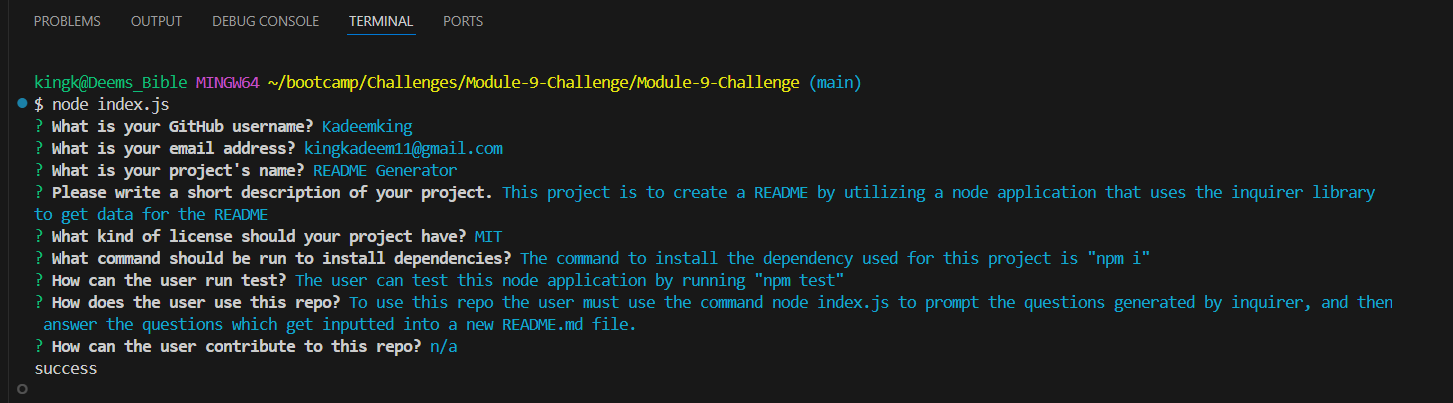 PROBLEMS OUTPUT DEBUG CONSOLE TERMINAL PORTS
kingk@Deems_Bible MINGW64 ~/bootcamp/Challenges/Module-9-Challenge/Module-9-Challenge (main)
$ node index.js
? What is your GitHub username? Kadeemking
? What is your email address? kingkadeem11@gmail.com
? What is your project's name? README Generator
? Please write a short description of your project. This project is to create a README by utilizing a node application that uses the inquirer library
to get data for the README
? What kind of license should your project have? MIT
? What command should be run to install dependencies? The command to install the dependency used for this project is "npm i"
? How can the user run test? The user can test this node application by running "npm test"
? How does the user use this repo? To use this repo the user must use the command node index.js to prompt the questions generated by inquirer, and then
answer the questions which get inputted into a new README.md file.
? How can the user contribute to this repo? n/a
success